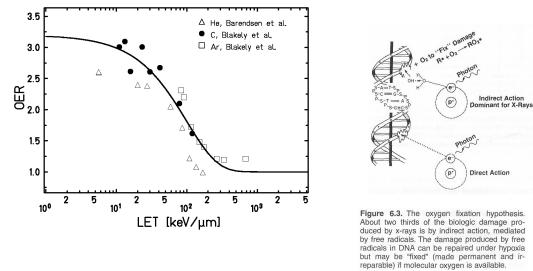 △ He, Barendsen et al.
● C, Blakely et al.
□ Ar, Blakely et al.
OER
3.5
3.0
2.5
2.0
1.5
1.0
10⁰ 2 5 10¹ 2 5 10² 2 5 10³ 2 5
LET [keV/μm]
+ O₂ to "Fix" Damage
R• + O₂ → RO₂•
Photon
OH•
H
H
e⁻
p⁺
Indirect Action
Dominant for X-Rays
Photon
e⁻
p⁺
Direct Action
Figure 6.3. The oxygen fixation hypothesis.
About two thirds of the biologic damage pro-
duced by x-rays is by indirect action, mediated
by free radicals. The damage produced by free
radicals in DNA can be repaired under hypoxia
but may be "fixed" (made permanent and ir-
reparable) if molecular oxygen is available.